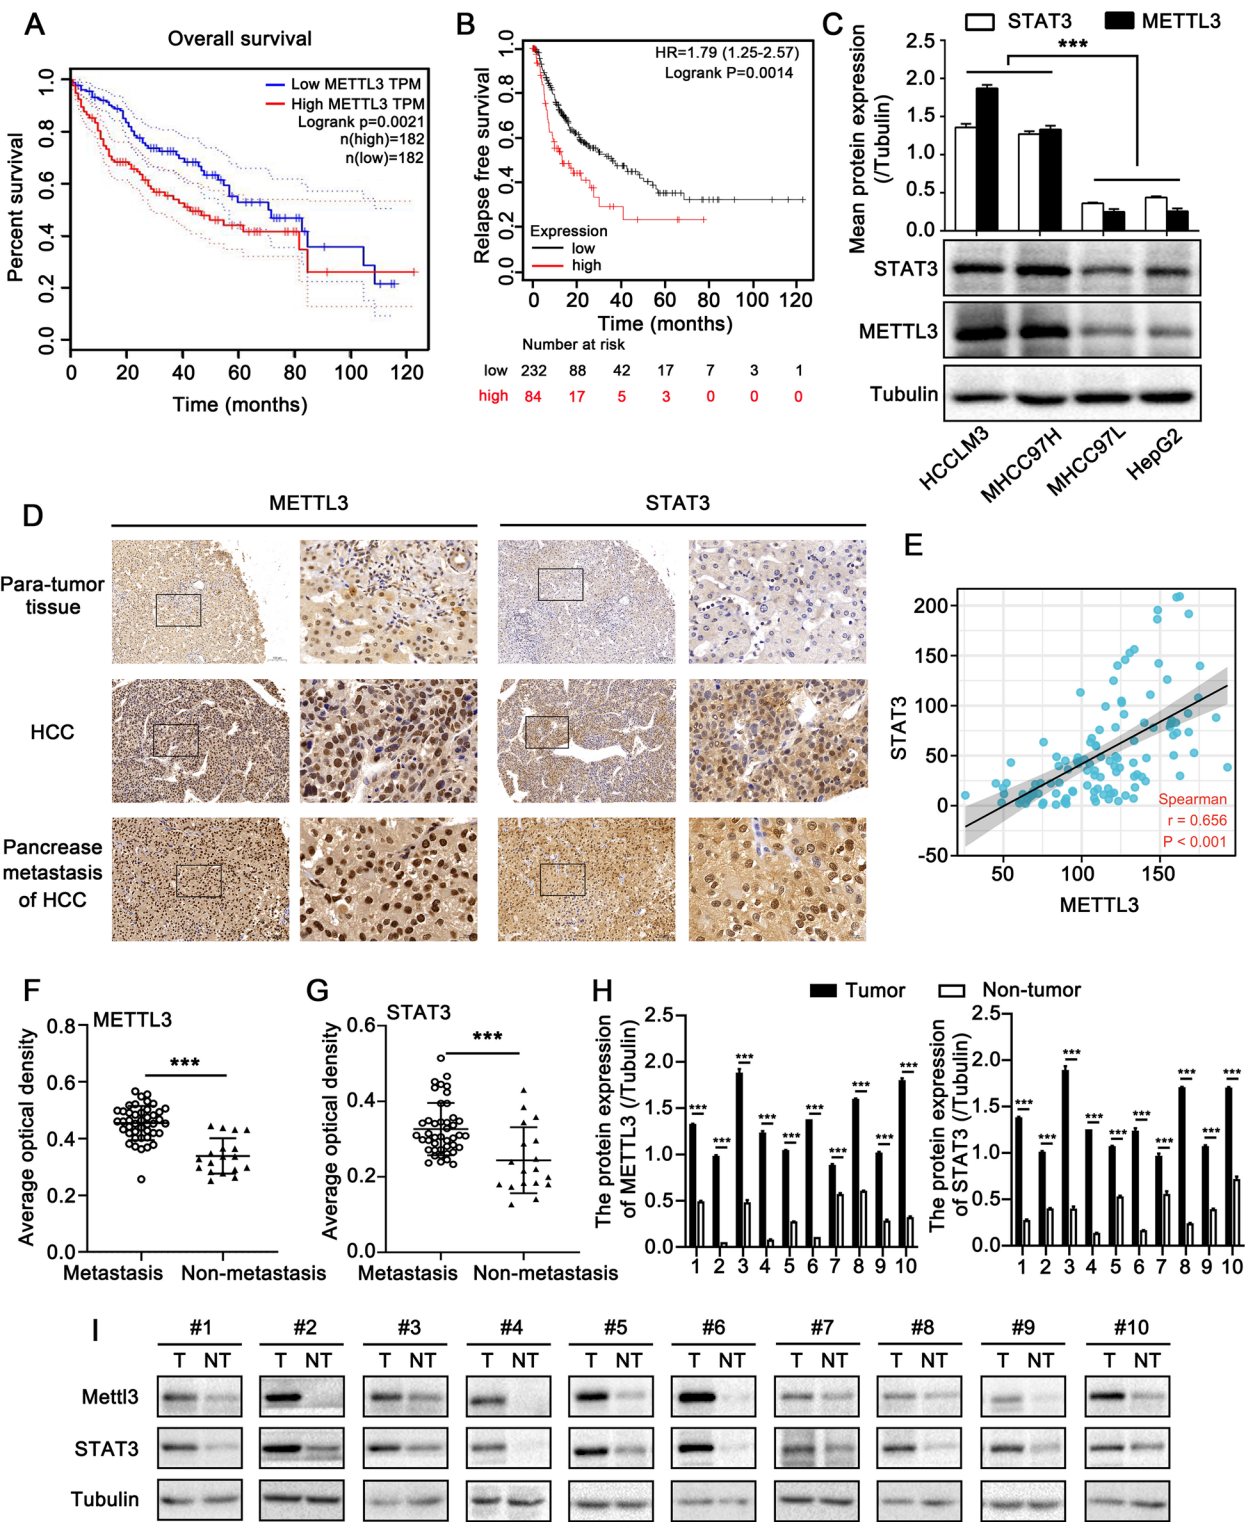 A
Overall survival
Percent survival
1.0
0.8
0.6
0.4
0.2
0.0
Low METTL3 TPM
High METTL3 TPM
Logrank p=0.0021
n(high)=182
n(low)=182
0 20 40 60 80 100 120
Time (months)
B
Relapse free survival
1.0
0.8
0.6
0.4
0.2
0.0
HR=1.79 (1.25-2.57)
Logrank P=0.0014
Expression
low
high
0 20 40 60 80 100 120
Time (months)
Number at risk
low 232 88 42 17 7 3 1
high 84 17 5 3 0 0 0
C
STAT3 METTL3
Mean protein expression
(/Tubulin)
2.5
2.0
1.5
1.0
0.5
0.0
***
STAT3
METTL3
Tubulin
HCCLM3
MHCC97H
MHCC97L
HepG2
D
METTL3 STAT3
Para-tumor
tissue
HCC
Pancrease
metastasis
of HCC
E
STAT3
200
150
100
50
0
-50
Spearman
r = 0.656
P < 0.001
50 100 150
METTL3
F
METTL3
Average optical density
0.8
0.6
0.4
0.2
0.0
***
Metastasis Non-metastasis
G
STAT3
Average optical density
0.6
0.4
0.2
0.0
***
Metastasis Non-metastasis
H
Tumor Non-tumor
The protein expression
of METTL3 (/Tubulin)
2.5
2.0
1.5
1.0
0.5
0.0
*** *** *** *** *** *** *** *** *** ***
1 2 3 4 5 6 7 8 9 10
The protein expression
of STAT3 (/Tubulin)
2.5
2.0
1.5
1.0
0.5
0.0
*** *** *** *** *** *** *** *** *** ***
1 2 3 4 5 6 7 8 9 10
I
#1 #2 #3 #4 #5 #6 #7 #8 #9 #10
T NT T NT T NT T NT T NT T NT T NT T NT T NT T NT
Mettl3
STAT3
Tubulin